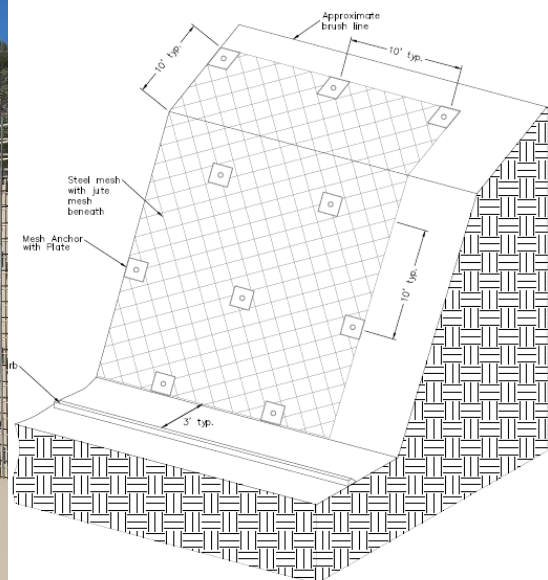 Approximate
brush line
10' typ.
10' typ.
Steel mesh
with jute
mesh
beneath
Mesh Anchor
with Plate
10' typ.
3' typ.